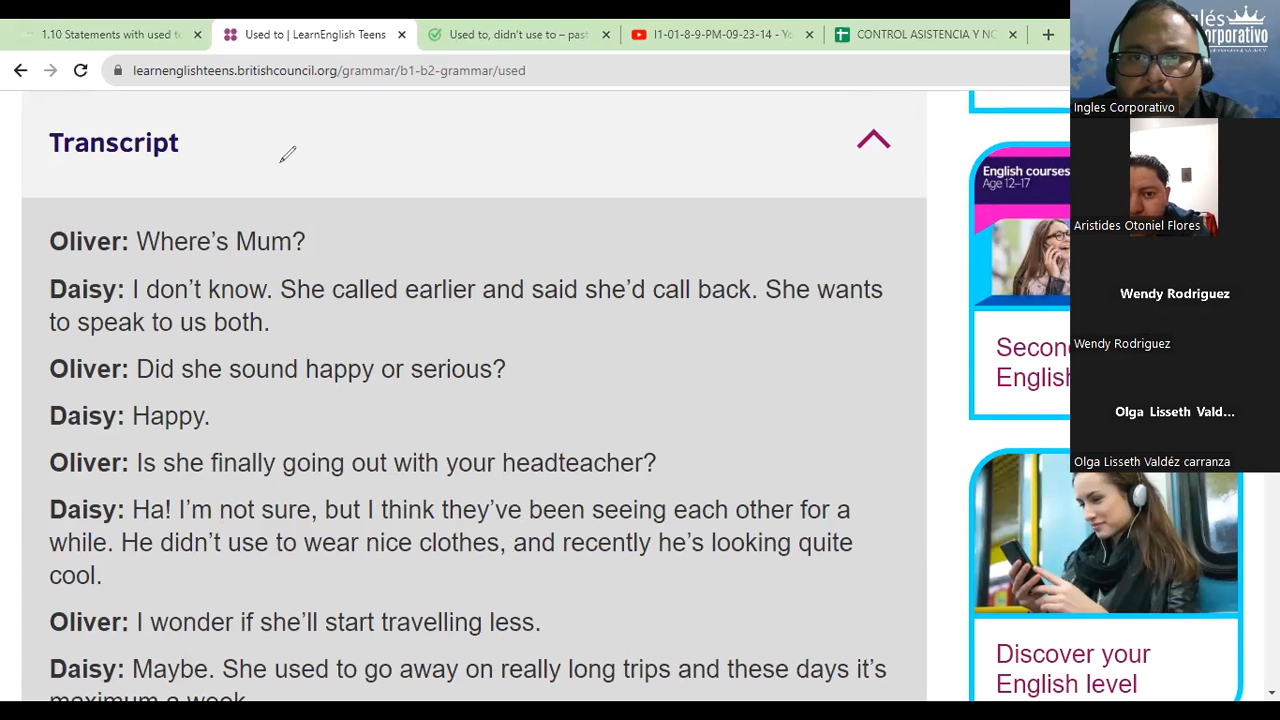 1.10 Statements with used to
Used to | LearnEnglish Teens
Used to, didn't use to – past
I1-01-8-9-PM-09-23-14 - Yo
CONTROL ASISTENCIA Y NO
learnenglishteens.britishcouncil.org/grammar/b1-b2-grammar/used
Transcript
Oliver: Where's Mum?
Daisy: I don't know. She called earlier and said she'd call back. She wants
to speak to us both.
Oliver: Did she sound happy or serious?
Daisy: Happy.
Oliver: Is she finally going out with your headteacher?
Daisy: Ha! I'm not sure, but I think they've been seeing each other for a
while. He didn't use to wear nice clothes, and recently he's looking quite
cool.
Oliver: I wonder if she'll start travelling less.
Daisy: Maybe. She used to go away on really long trips and these days it's
maximum a week.
English courses
Age 12–17
Secon
English
Discover your
English level
Ingles Corporativo
Aristides Otoniel Flores
Wendy Rodriguez
Wendy Rodriguez
Olga Lisseth Vald...
Olga Lisseth Valdéz carranza